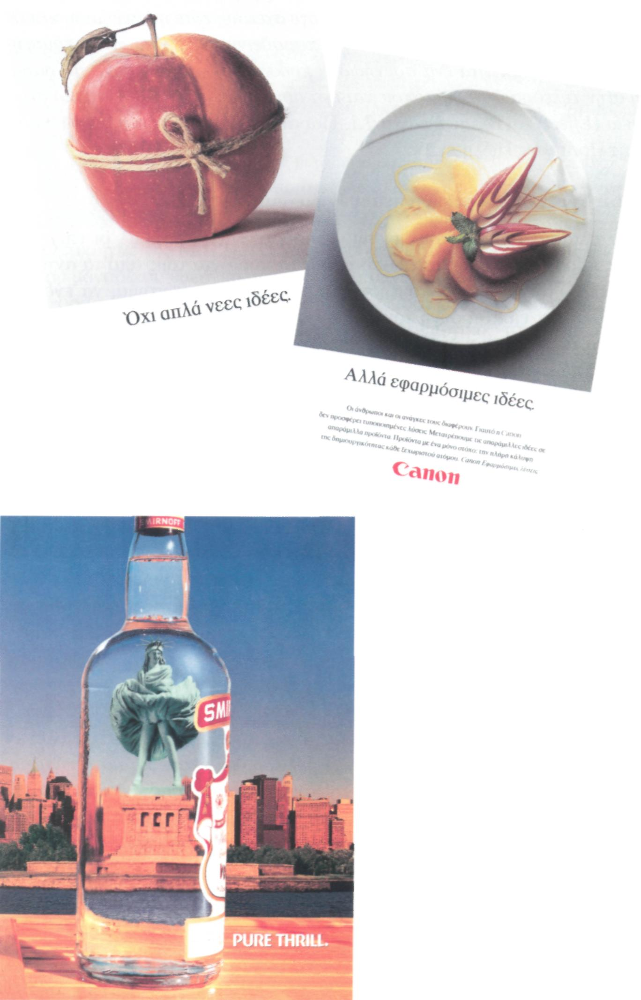 Όχι απλά νεες ιδέες.
Αλλά εφαρμόσιμες ιδέες.
Οι άνθρωποι και οι ανάγκες τους διαφέρουν. Γιαυτό η Canon
δεν προσφέρει τυποποιημένες λύσεις. Μετατρέπουμε τις απαράμιλλες ιδέες σε
απαράμιλλα προϊόντα. Προϊόντα με ένα μόνο στόχο: την πλήρη κάλυψη
της δημιουργικότητας κάθε ξεχωριστού ατόμου. Canon Εφαρμόσιμες λύσεις
Canon
SMIRNOFF
SMIR
PURE THRILL.